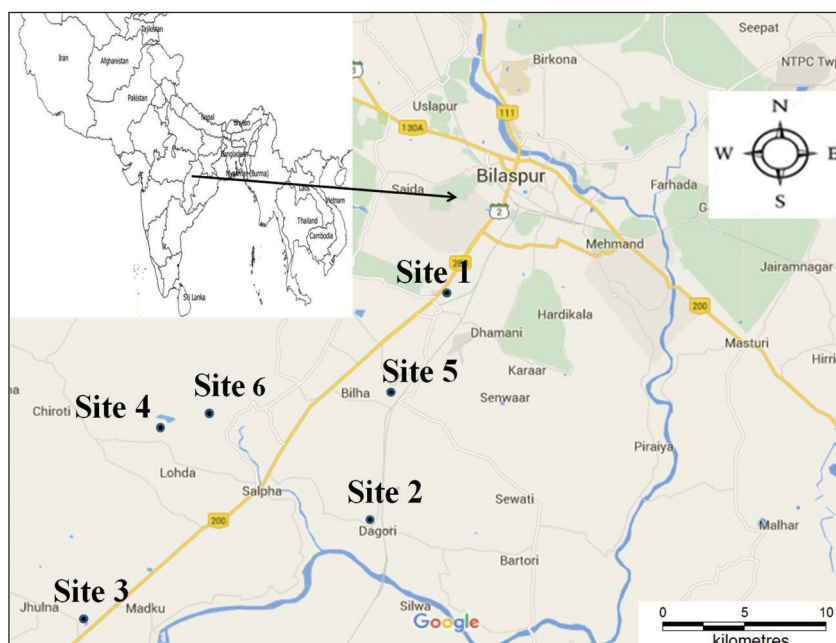 Tajikistan
Iran
Afghanistan
Pakistan
Nepal
Bhutan
Bangladesh
Myanmar (Burma)
Laos
Vietnam
Thailand
Cambodia
Sri Lanka
Seepat
Birkona
NTPC Twp
Uslapur
130A
111
N
W
E
S
Bilaspur
Saida
Farhada
2
Mehmand
Site 1
Jairamnagar
Hardikala
200
Dhamani
Masturi
Karaar
Hirri
Site 5
Bilha
Senwaar
Site 6
Site 4
Chiroti
Piraiya
Lohda
Salpha
Site 2
Sewati
200
Dagori
Malhar
Bartori
Site 3
Jhulna
Madku
Silwa
Google
0 5 10
kilometres